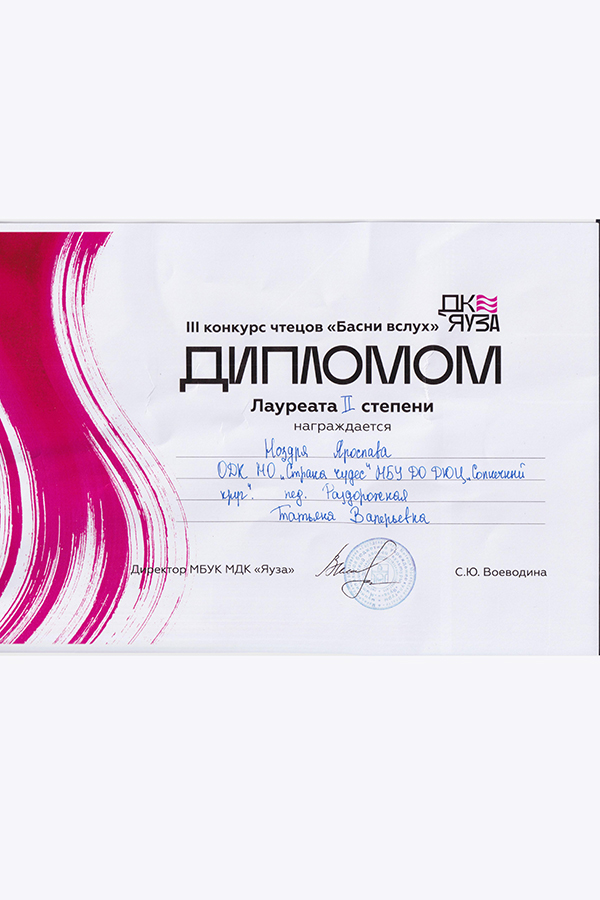 ДК
ЯУЗА
III конкурс чтецов «Басни вслух»
ДИПЛОМОМ
Лауреата II степени
награждается
Ноздря Ярослава
ОДК МО „Страна чудес" МБУ ДО ДЮЦ „Солнечный
круг". пед. Раздорожная
Татьяна Валерьевна
Директор МБУК МДК «Яуза»
С.Ю. Воеводина